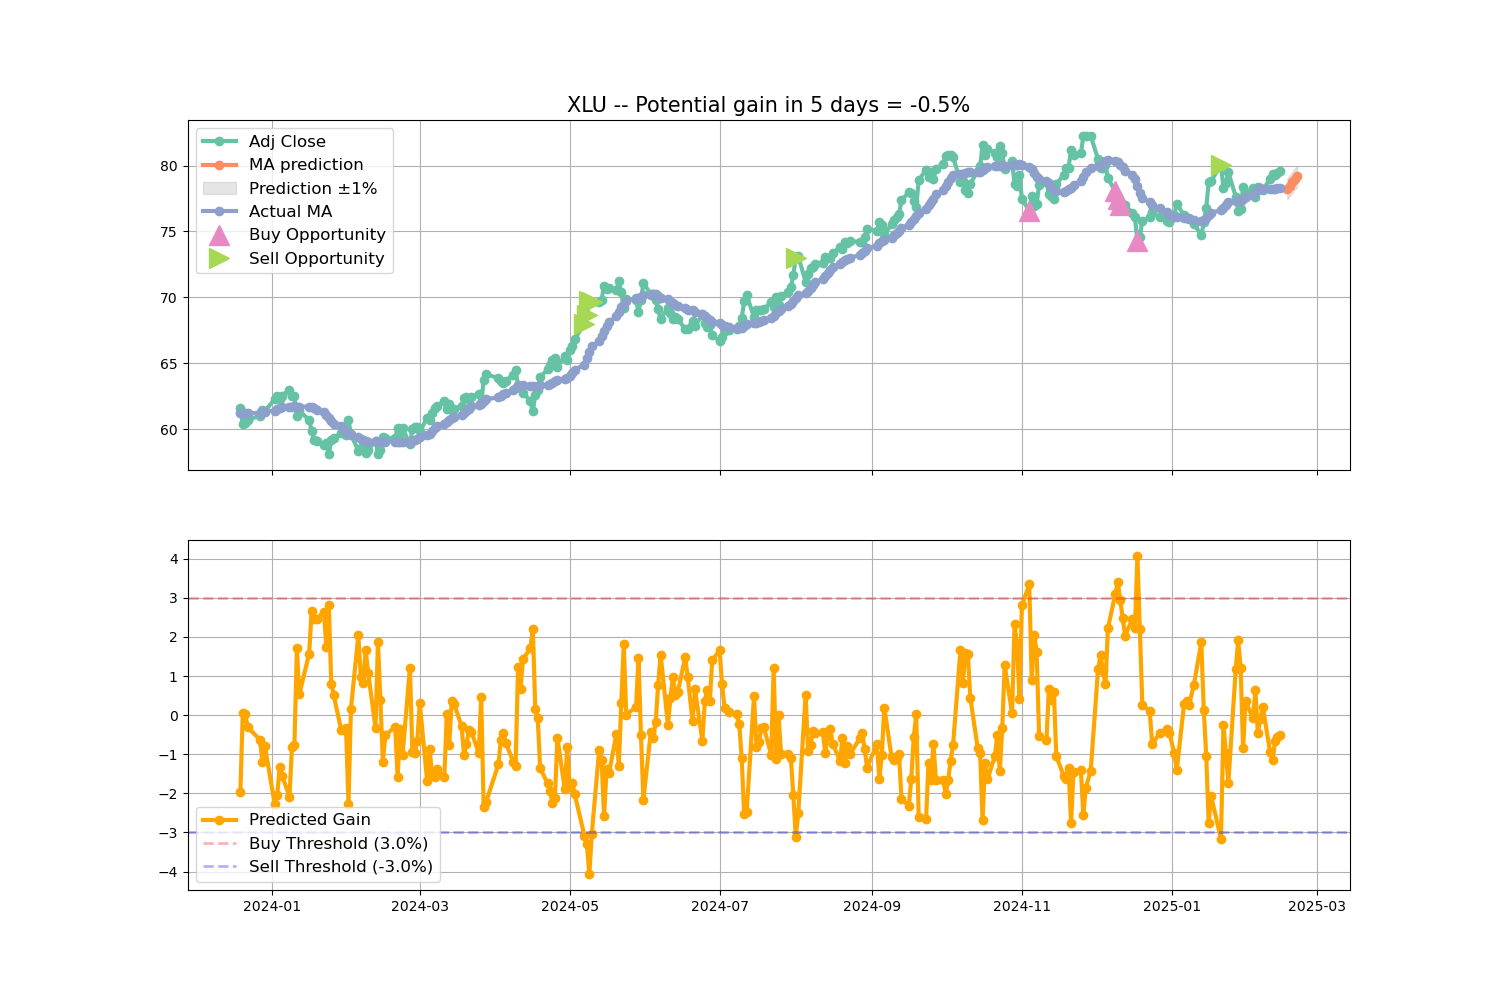 XLU -- Potential gain in 5 days = -0.5%
Adj Close
MA prediction
Prediction ±1%
Actual MA
Buy Opportunity
Sell Opportunity
80
75
70
65
60
4
3
2
1
0
−1
−2
−3
−4
Predicted Gain
Buy Threshold (3.0%)
Sell Threshold (-3.0%)
2024-01 2024-03 2024-05 2024-07 2024-09 2024-11 2025-01 2025-03